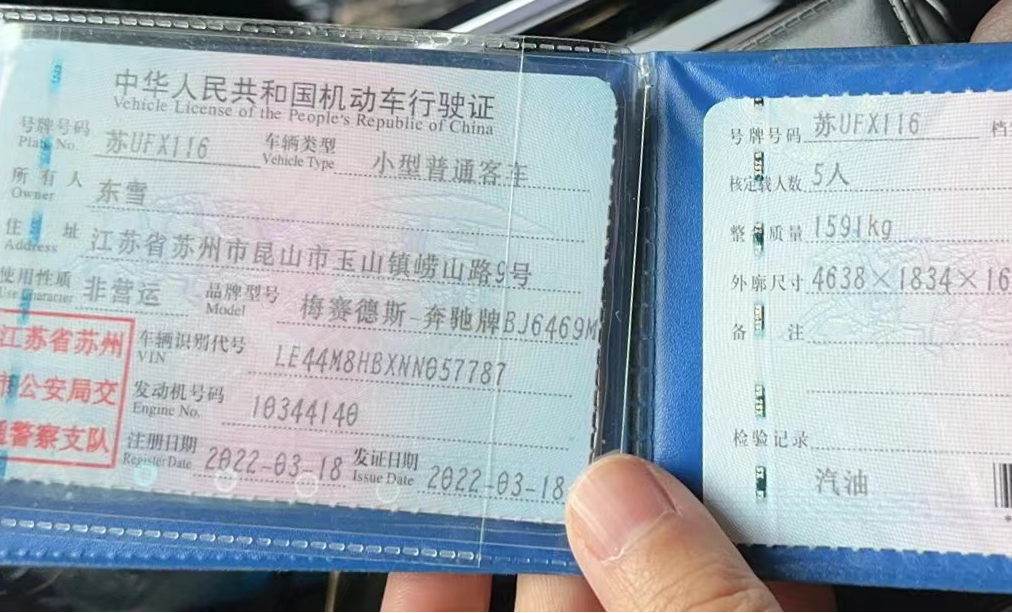 中华人民共和国机动车行驶证
Vehicle License of the People's Republic of China
号牌号码 苏UFX116 车辆类型 小型普通客车
Plate No. Vehicle Type
所有人 东雪
Owner
住址 江苏省苏州市昆山市玉山镇崂山路9号
Address
使用性质 非营运 品牌型号 梅赛德斯-奔驰牌BJ6469M
Use Character Model
江苏省苏州
市公安局交
通警察支队
车辆识别代号 LE44M8HBXNN057787
VIN
发动机号码 10344140
Engine No.
注册日期 2022-03-18 发证日期 2022-03-18
Register Date Issue Date
号牌号码 苏UFX116 档
核定载人数 5人
整备质量 1591kg
外廓尺寸 4638×1834×16
备注
检验记录
汽油